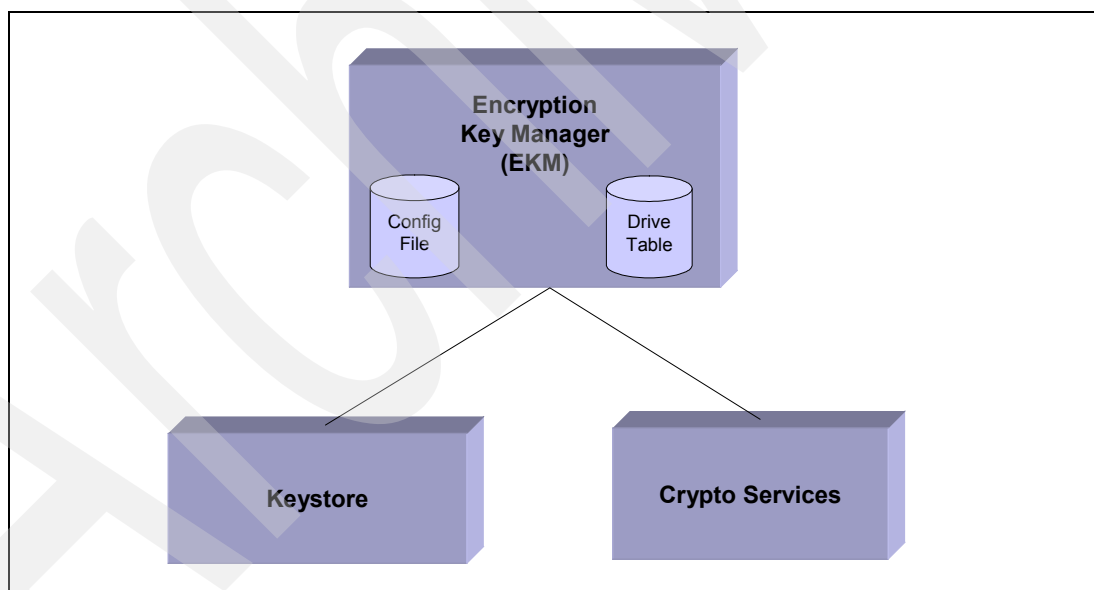 Encryption
Key Manager
(EKM)
Config
File
Drive
Table
Keystore
Crypto Services